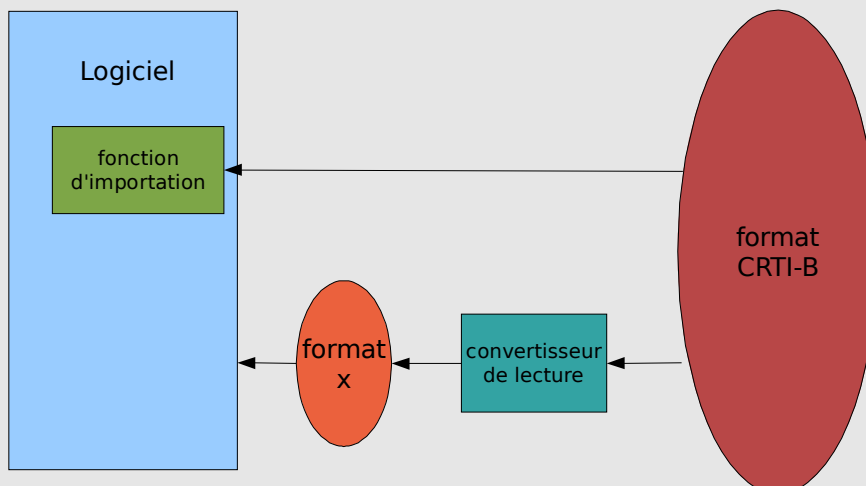 Logiciel
fonction
d'importation
format
CRTI-B
format
x
convertisseur
de lecture